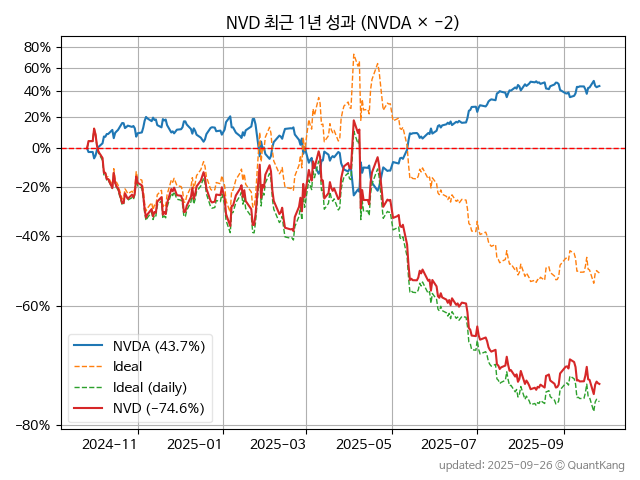 NVD 최근 1년 성과 (NVDA × −2)
80%
60%
40%
20%
0%
−20%
−40%
−60%
−80%
NVDA (43.7%)
Ideal
Ideal (daily)
NVD (−74.6%)
2024−11
2025−01
2025−03
2025−05
2025−07
2025−09
updated: 2025−09−26 © QuantKang